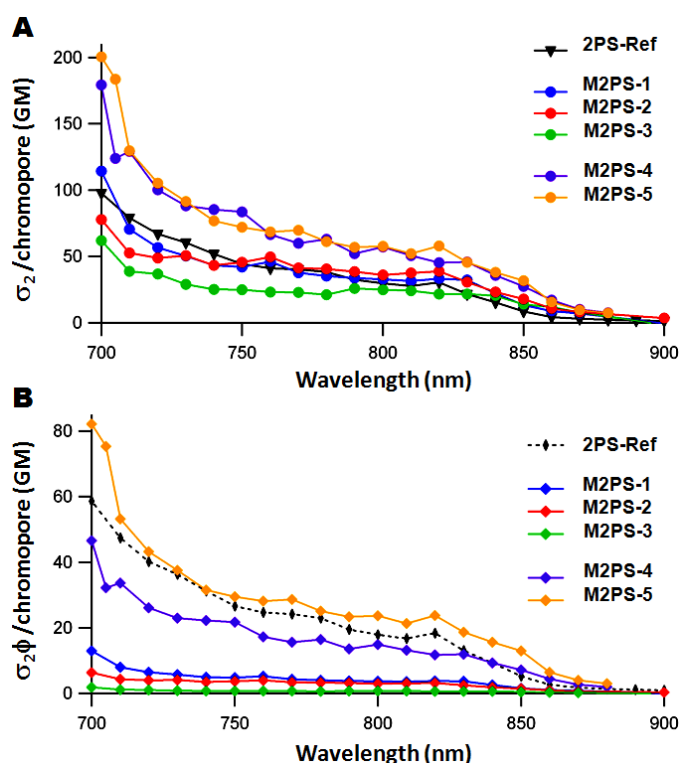 A
σ2 /chromopore (GM)
200
150
100
50
0
700
750
800
850
900
Wavelength (nm)
2PS-Ref
M2PS-1
M2PS-2
M2PS-3
M2PS-4
M2PS-5
B
σ2ϕ/chromopore (GM)
80
60
40
20
0
700
750
800
850
900
Wavelength (nm)
2PS-Ref
M2PS-1
M2PS-2
M2PS-3
M2PS-4
M2PS-5